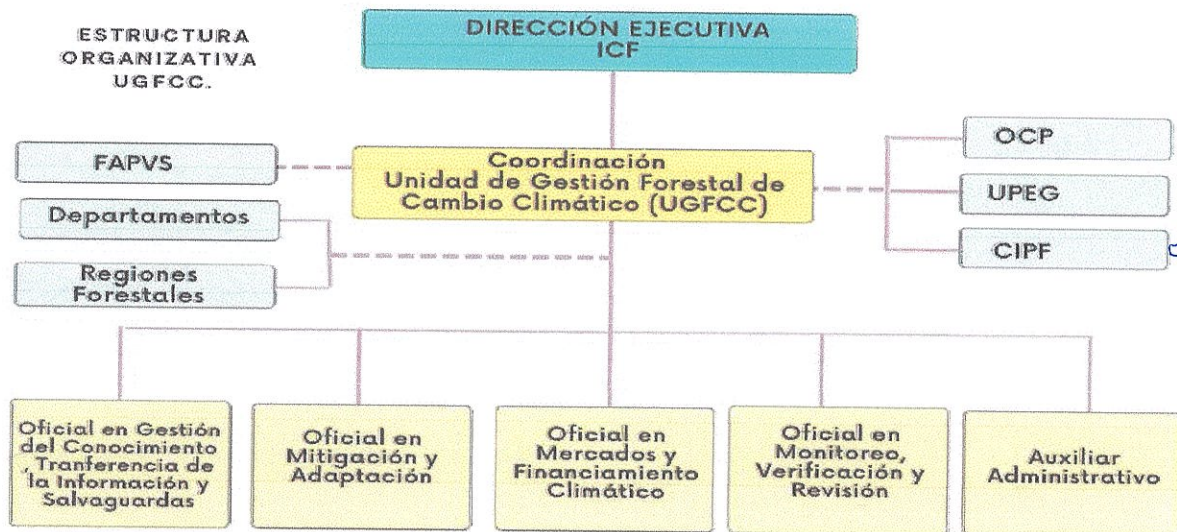 ESTRUCTURA
ORGANIZATIVA
UGFCC.
DIRECCIÓN EJECUTIVA
ICF
FAPVS
Departamentos
Regiones
Forestales
Coordinación
Unidad de Gestión Forestal de
Cambio Climático (UGFCC)
OCP
UPEG
CIPF
Oficial en Gestión
del Conocimiento
, Tranferencia de
la Información y
Salvaguardas
Oficial en
Mitigación y
Adaptación
Oficial en
Mercados y
Financiamiento
Climático
Oficial en
Monitoreo,
Verificación y
Revisión
Auxiliar
Administrativo